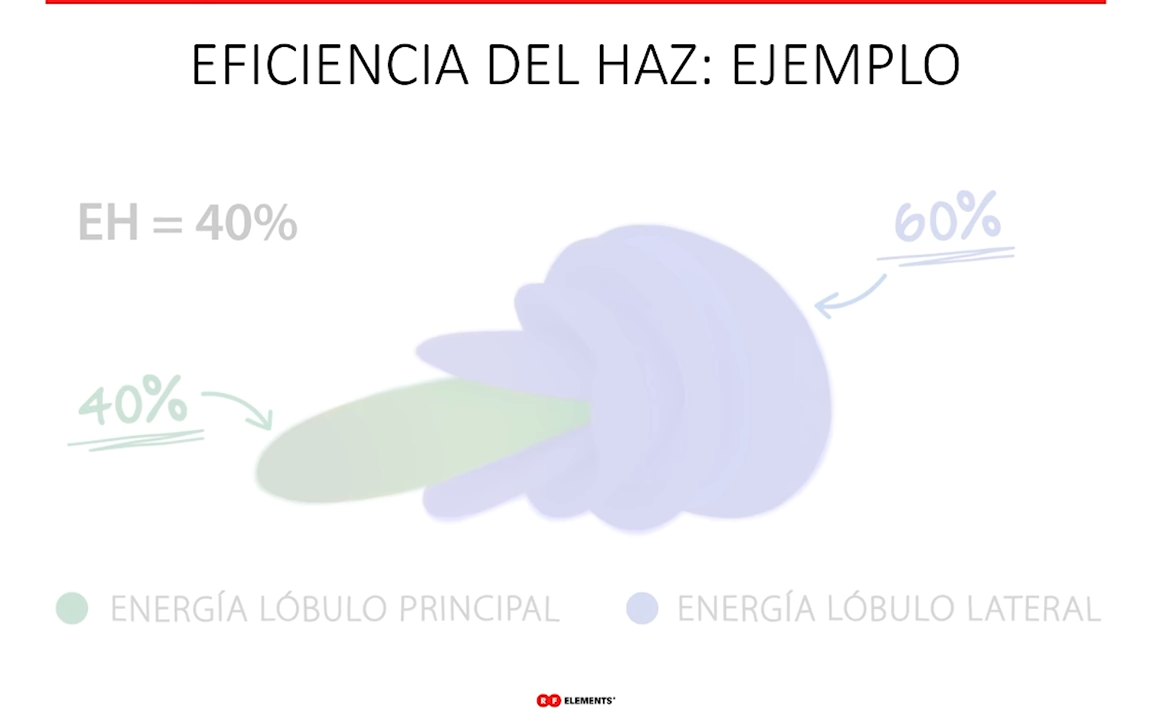 EFICIENCIA DEL HAZ: EJEMPLO
EH = 40%
60%
40%
ENERGÍA LÓBULO PRINCIPAL
ENERGÍA LÓBULO LATERAL
RF ELEMENTS